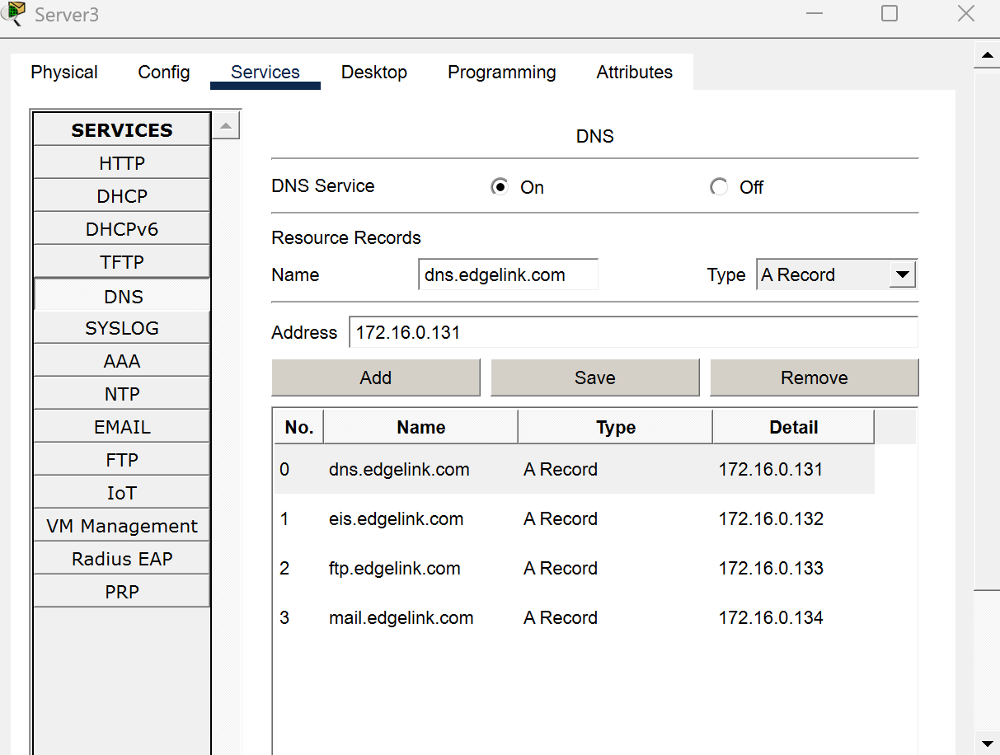 Server3
Physical Config Services Desktop Programming Attributes
SERVICES
HTTP
DHCP
DHCPv6
TFTP
DNS
SYSLOG
AAA
NTP
EMAIL
FTP
IoT
VM Management
Radius EAP
PRP
DNS
DNS Service On Off
Resource Records
Name dns.edgelink.com Type A Record
Address 172.16.0.131
Add Save Remove
No. Name Type Detail
0 dns.edgelink.com A Record 172.16.0.131
1 eis.edgelink.com A Record 172.16.0.132
2 ftp.edgelink.com A Record 172.16.0.133
3 mail.edgelink.com A Record 172.16.0.134